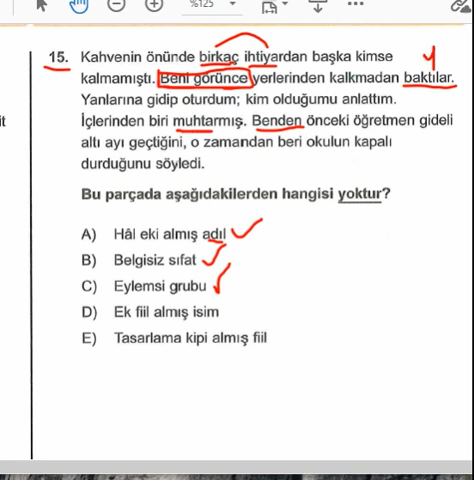 %125
15. Kahvenin önünde birkaç ihtiyardan başka kimse
kalmamıştı. Beni görünce yerlerinden kalkmadan baktılar.
Yanlarına gidip oturdum; kim olduğumu anlattım.
it
İçlerinden biri muhtarmış. Benden önceki öğretmen gideli
altı ayı geçtiğini, o zamandan beri okulun kapalı
durduğunu söyledi.
Bu parçada aşağıdakilerden hangisi yoktur?
A) Hâl eki almış adıl
B) Belgisiz sıfat
C) Eylemsi grubu
D) Ek fiil almış isim
E) Tasarlama kipi almış fiil